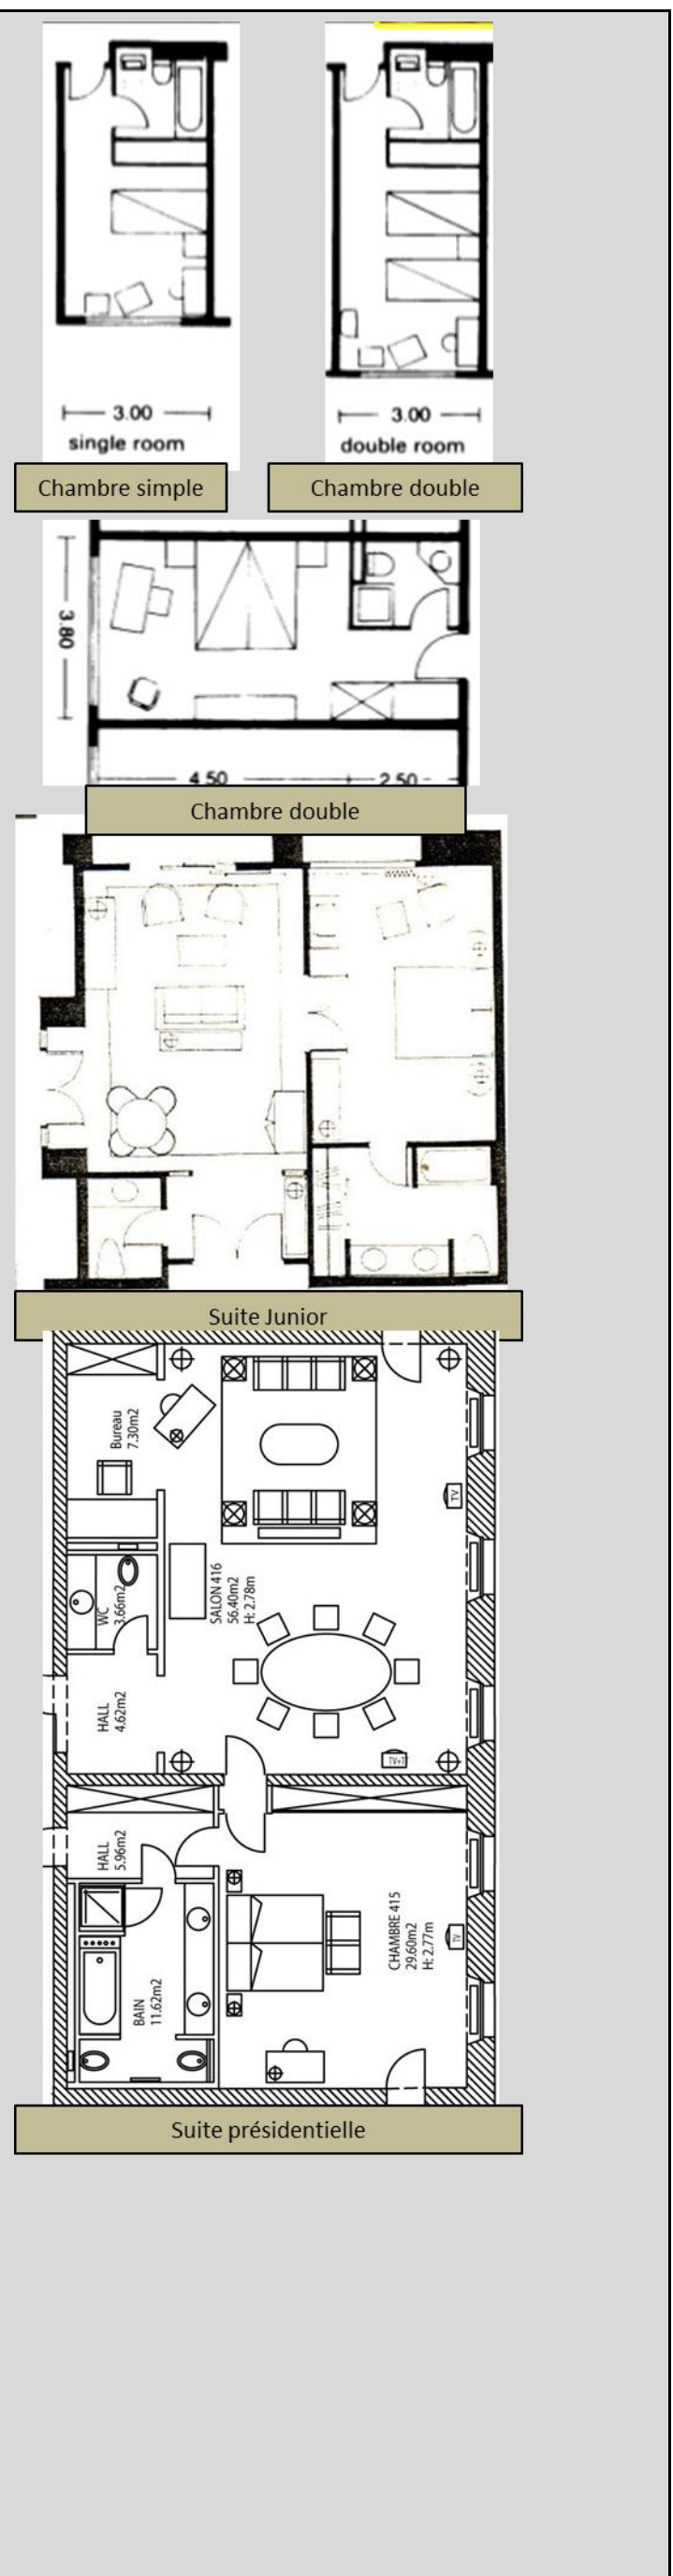 3.00
single room
3.00
double room
Chambre simple
Chambre double
3.80
4.50
2.50
Chambre double
Suite Junior
Bureau
7.30m2
TV
WC
3.66m2
SALON 416
56.40m2
H: 2.78m
HALL
4.62m2
TV+T
HALL
5.96m2
CHAMBRE 415
29.60m2
H: 2.77m
TV
BAIN
11.62m2
Suite présidentielle